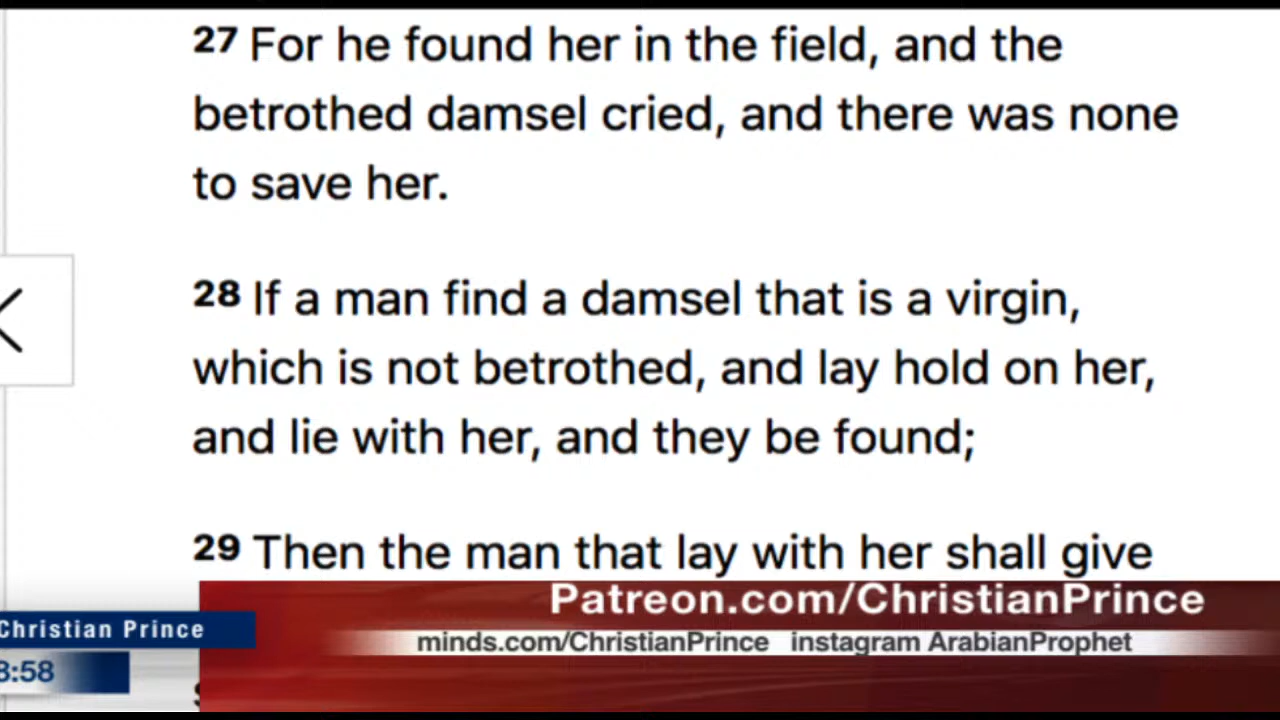 27 For he found her in the field, and the
betrothed damsel cried, and there was none
to save her.
28 If a man find a damsel that is a virgin,
which is not betrothed, and lay hold on her,
and lie with her, and they be found;
29 Then the man that lay with her shall give
Patreon.com/ChristianPrince
Christian Prince
minds.com/ChristianPrince instagram ArabianProphet
8:58